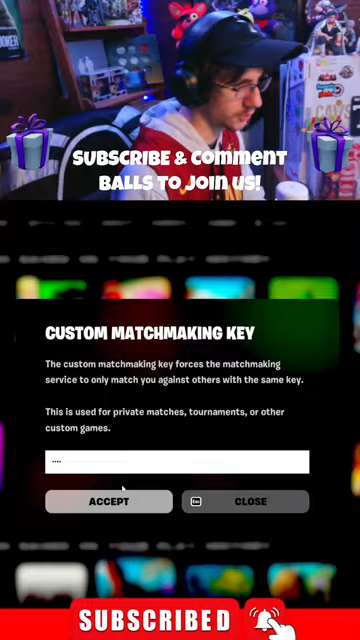 SUBSCRIBE & COMMENT
BALLS TO JOIN US!
CUSTOM MATCHMAKING KEY
The custom matchmaking key forces the matchmaking
service to only match you against others with the same key.
This is used for private matches, tournaments, or other
custom games.
....
ACCEPT
Esc
CLOSE
SUBSCRIBED